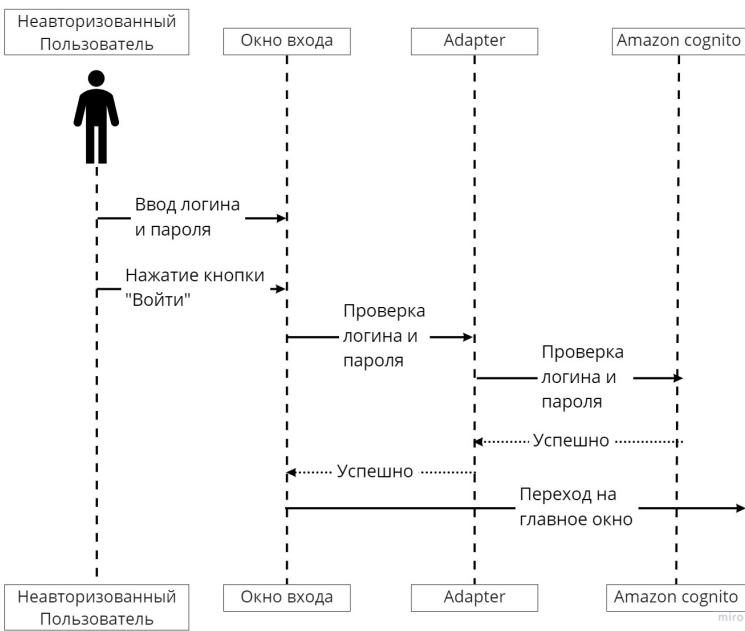 Неавторизованный
Пользователь
Окно входа
Adapter
Amazon cognito
Ввод логина
и пароля
Нажатие кнопки
"Войти"
Проверка
логина и
пароля
Проверка
логина и
пароля
Успешно
Успешно
Переход на
главное окно
Неавторизованный
Пользователь
Окно входа
Adapter
Amazon cognito
miro